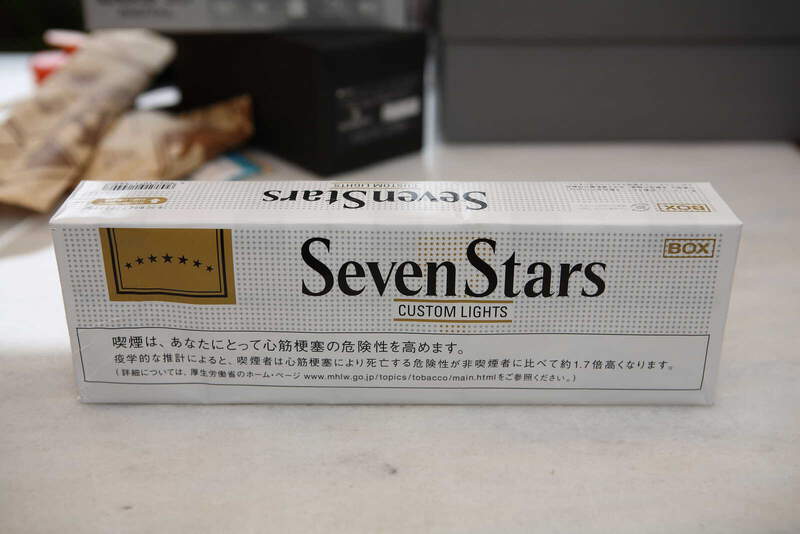 SevenStars
CUSTOM LIGHTS
BOX
SevenStars
CUSTOM LIGHTS
BOX
喫煙は、あなたにとって心筋梗塞の危険性を高めます。
疫学的な推計によると、喫煙者は心筋梗塞により死亡する危険性が非喫煙者に比べて約1.7倍高くなります。
(詳細については、厚生労働省のホーム・ページ www.mhlw.go.jp/topics/tobacco/main.htmlをご参照ください。)